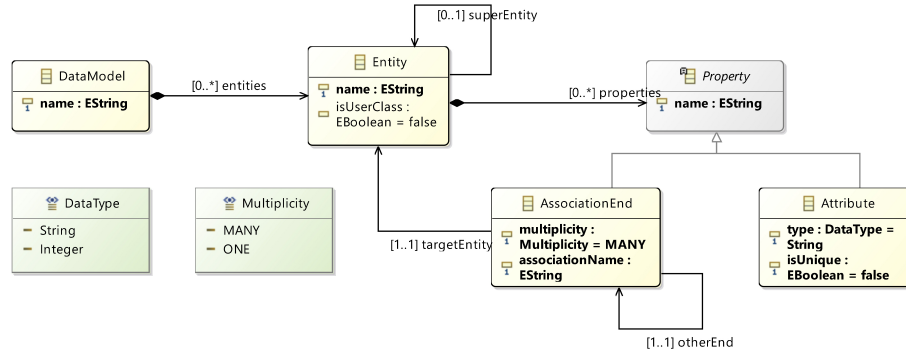 [0..1] superEntity
DataModel
name : EString
[0..*] entities
Entity
name : EString
isUserClass :
EBoolean = false
[0..*] properties
Property
name : EString
DataType
String
Integer
Multiplicity
MANY
ONE
[1..1] targetEntity
AssociationEnd
multiplicity :
Multiplicity = MANY
associationName :
EString
Attribute
type : DataType =
String
isUnique :
EBoolean = false
[1..1] otherEnd